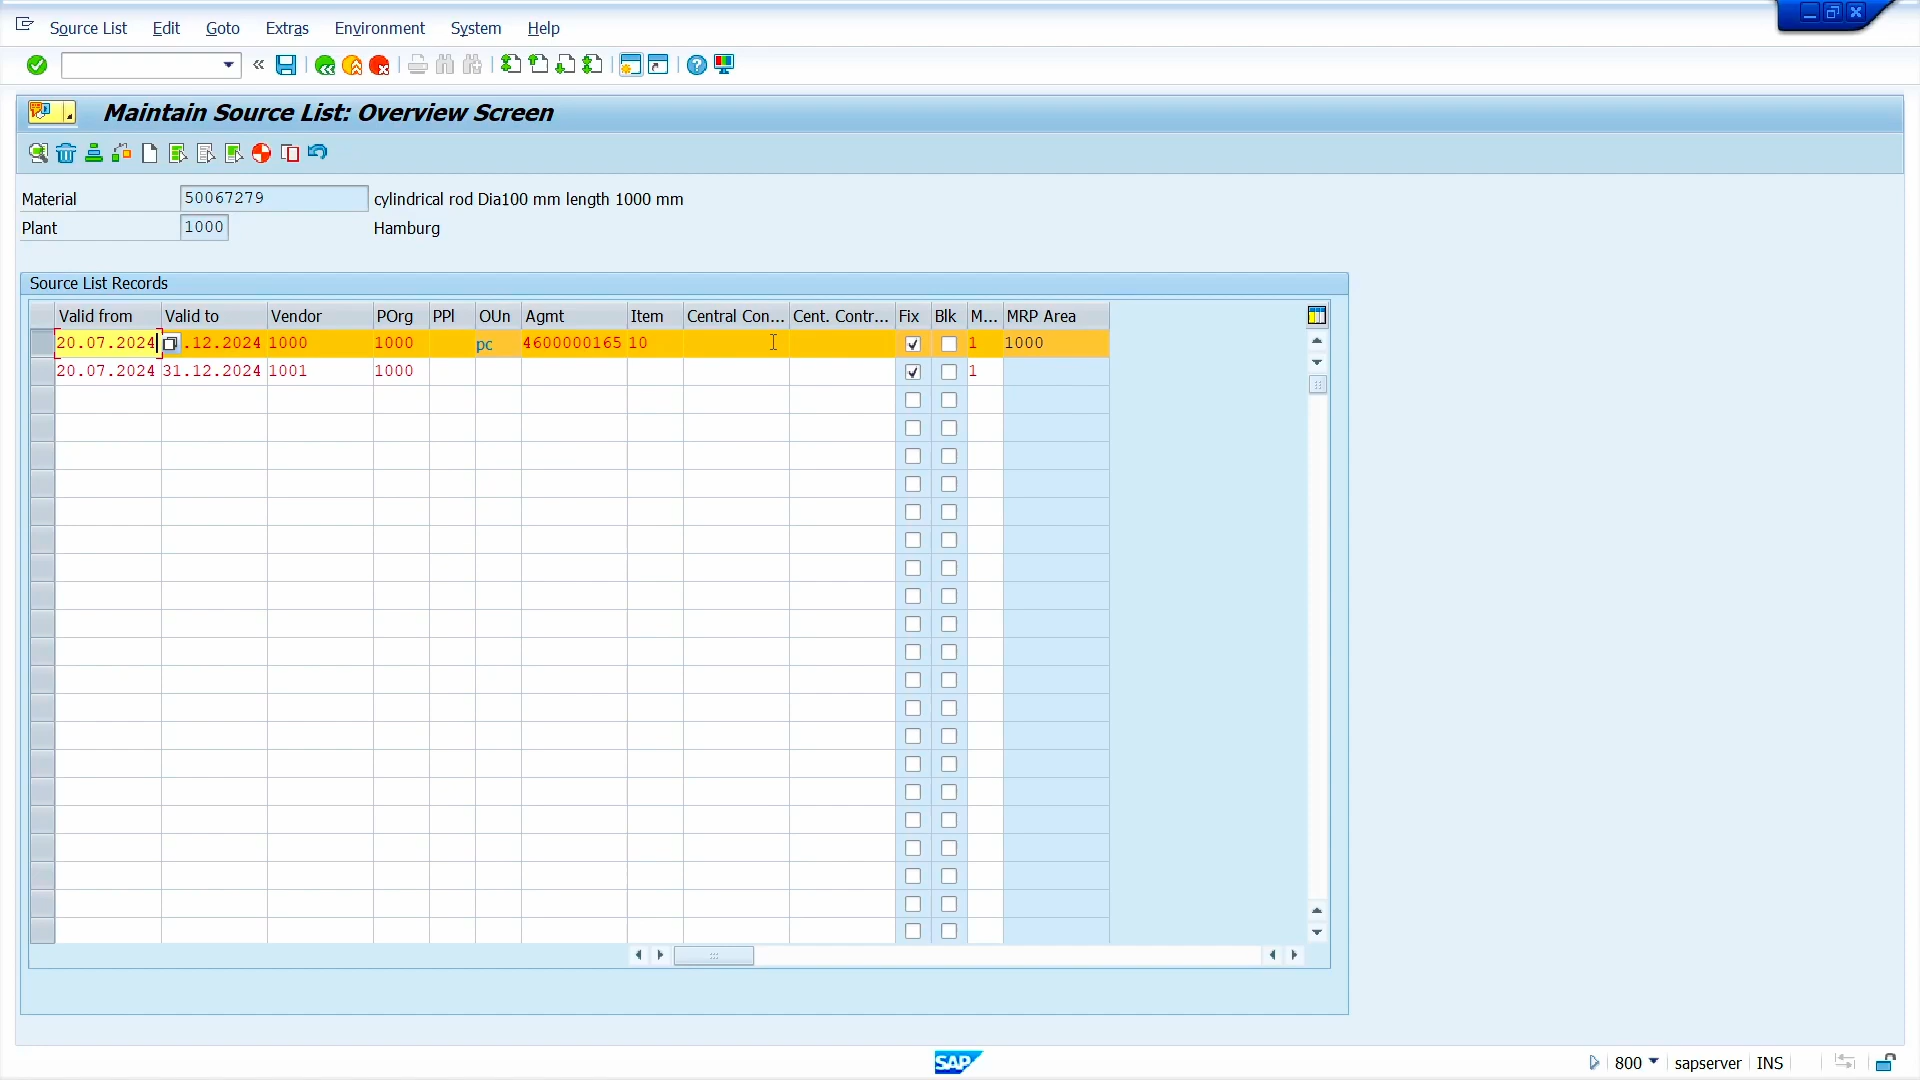 Source List Edit Goto Extras Environment System Help
Maintain Source List: Overview Screen
Material 50067279 cylindrical rod Dia100 mm length 1000 mm
Plant 1000 Hamburg
Source List Records
Valid from Valid to Vendor POrg PPl OUn Agmt Item Central Con... Cent. Contr... Fix Blk M... MRP Area
20.07.2024 .12.2024 1000 1000 pc 4600000165 10 1 1000
20.07.2024 31.12.2024 1001 1000 1
SAP 800 sapserver INS